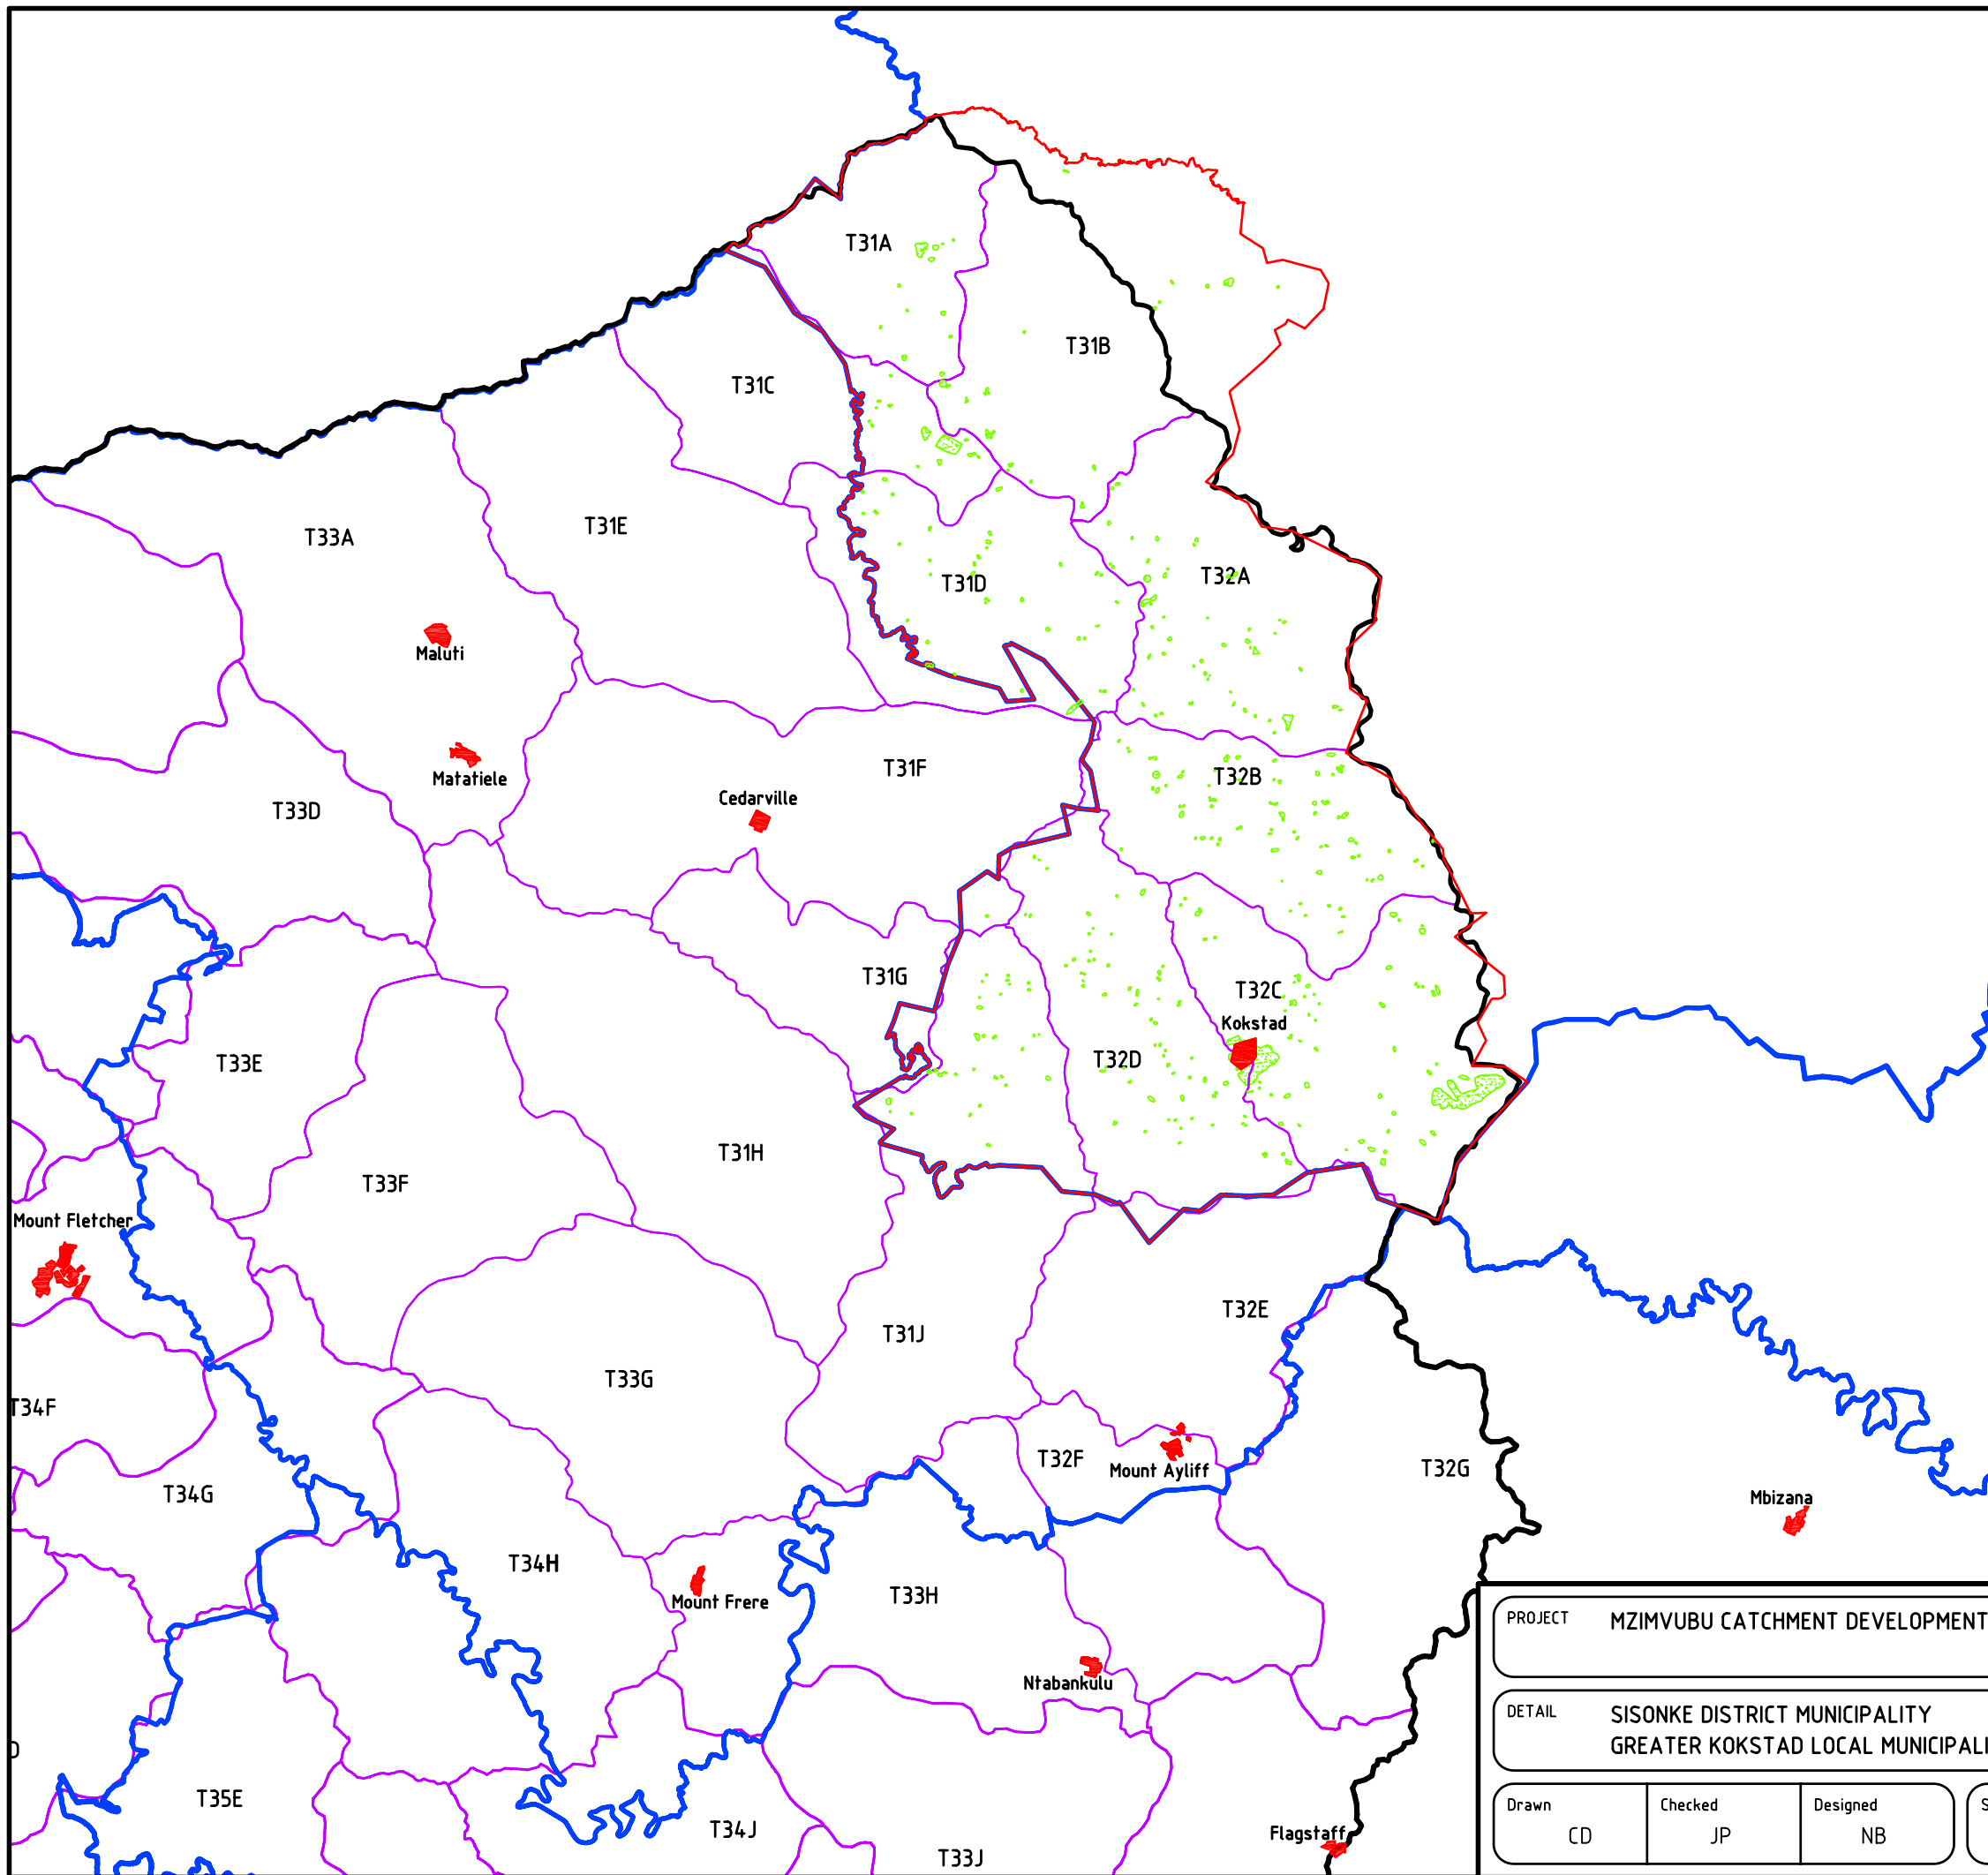 T31A
T31B
T31C
T31E
T33A
T31D
T32A
Maluti
Matatiele
T31F
T32B
Cedarville
T33D
T31G
T32C
Kokstad
T33E
T32D
T31H
T33F
Mount Fletcher
T32E
T31J
T33G
T34F
T32F
T32G
Mount Ayliff
T34G
Mbizana
T34H
T33H
Mount Frere
Ntabankulu
T35E
T34J
T33J
Flagstaff
D
PROJECT MZIMVUBU CATCHMENT DEVELOPMENT
DETAIL SISONKE DISTRICT MUNICIPALITY
GREATER KOKSTAD LOCAL MUNICIPALI
Drawn Checked Designed S
CD JP NB